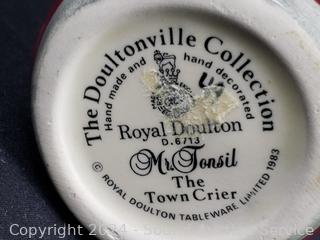 The Doultonville Collection
Hand made and hand decorated
Royal Doulton
D.6713
Mr. Tonsil
The
Town Crier
© ROYAL DOULTON TABLEWARE LIMITED 1983